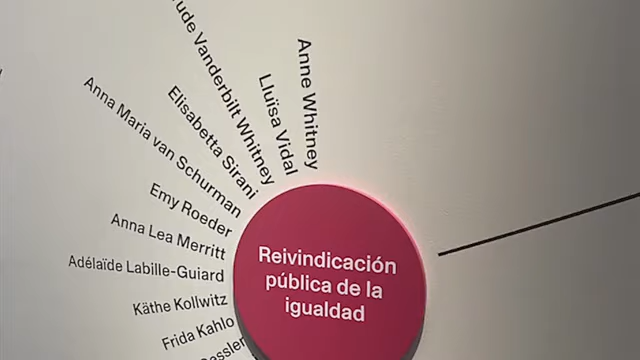 Anne Whitney
Lluïsa Vidal
Vanderbilt Whitney
Elisabetta Sirani
Anna Maria van Schurman
Emy Roeder
Anna Lea Merritt
Adélaïde Labille-Guiard
Käthe Kollwitz
Frida Kahlo
Reivindicación
pública de la
igualdad